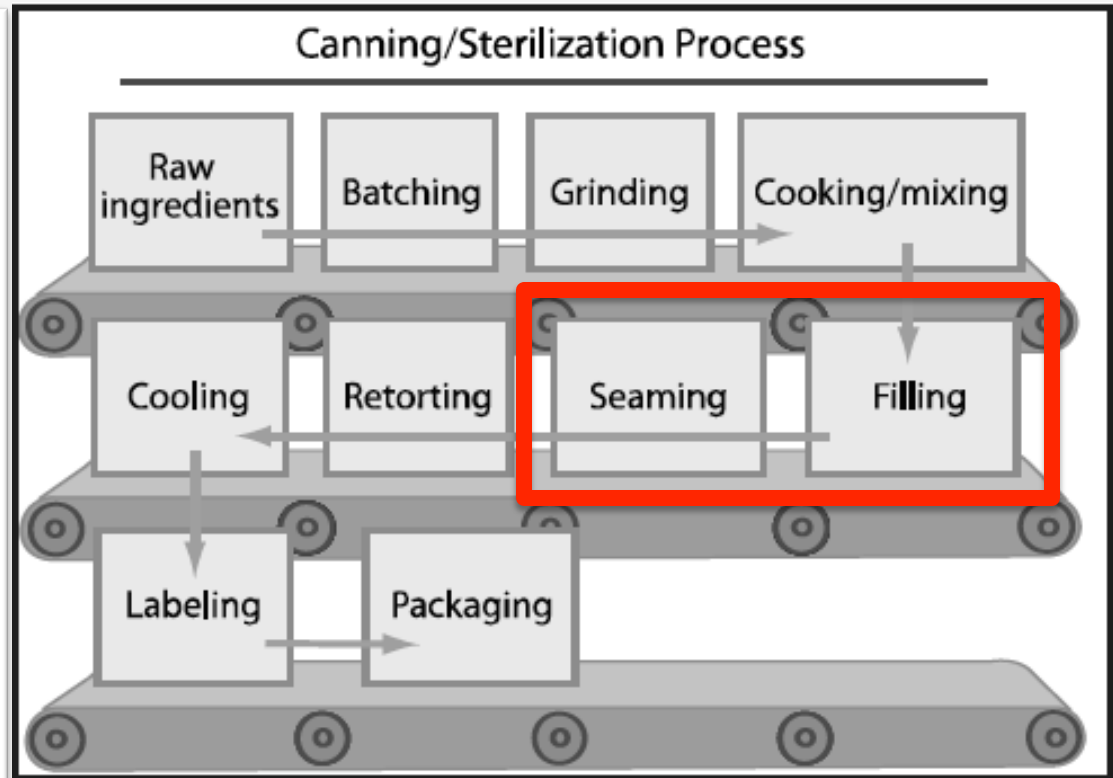 Canning/Sterilization Process
Raw
ingredients
Batching
Grinding
Cooking/mixing
Cooling
Retorting
Seaming
Filling
Labeling
Packaging